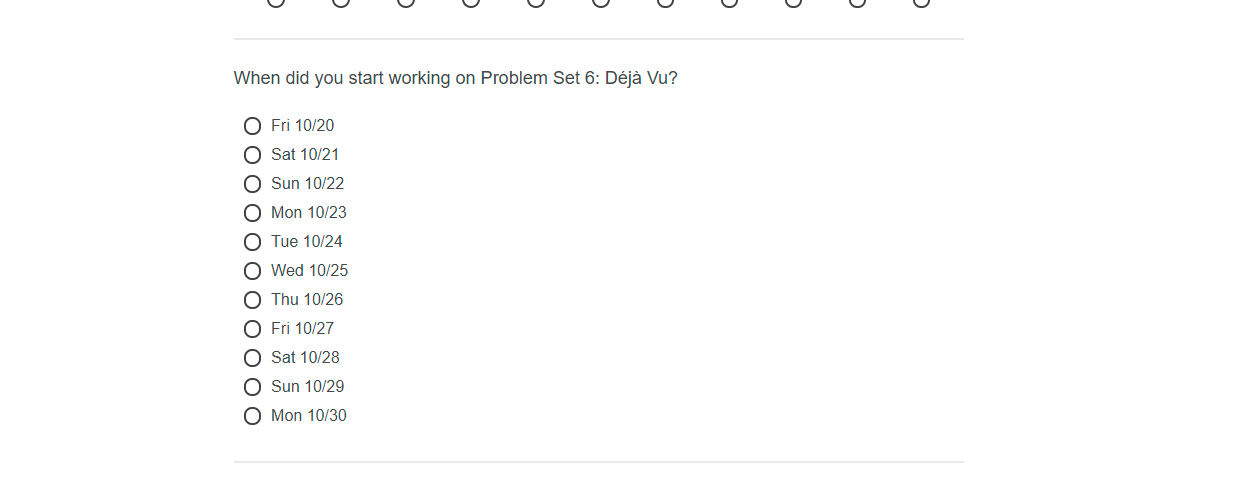 When did you start working on Problem Set 6: Déjà Vu?
Fri 10/20
Sat 10/21
Sun 10/22
Mon 10/23
Tue 10/24
Wed 10/25
Thu 10/26
Fri 10/27
Sat 10/28
Sun 10/29
Mon 10/30